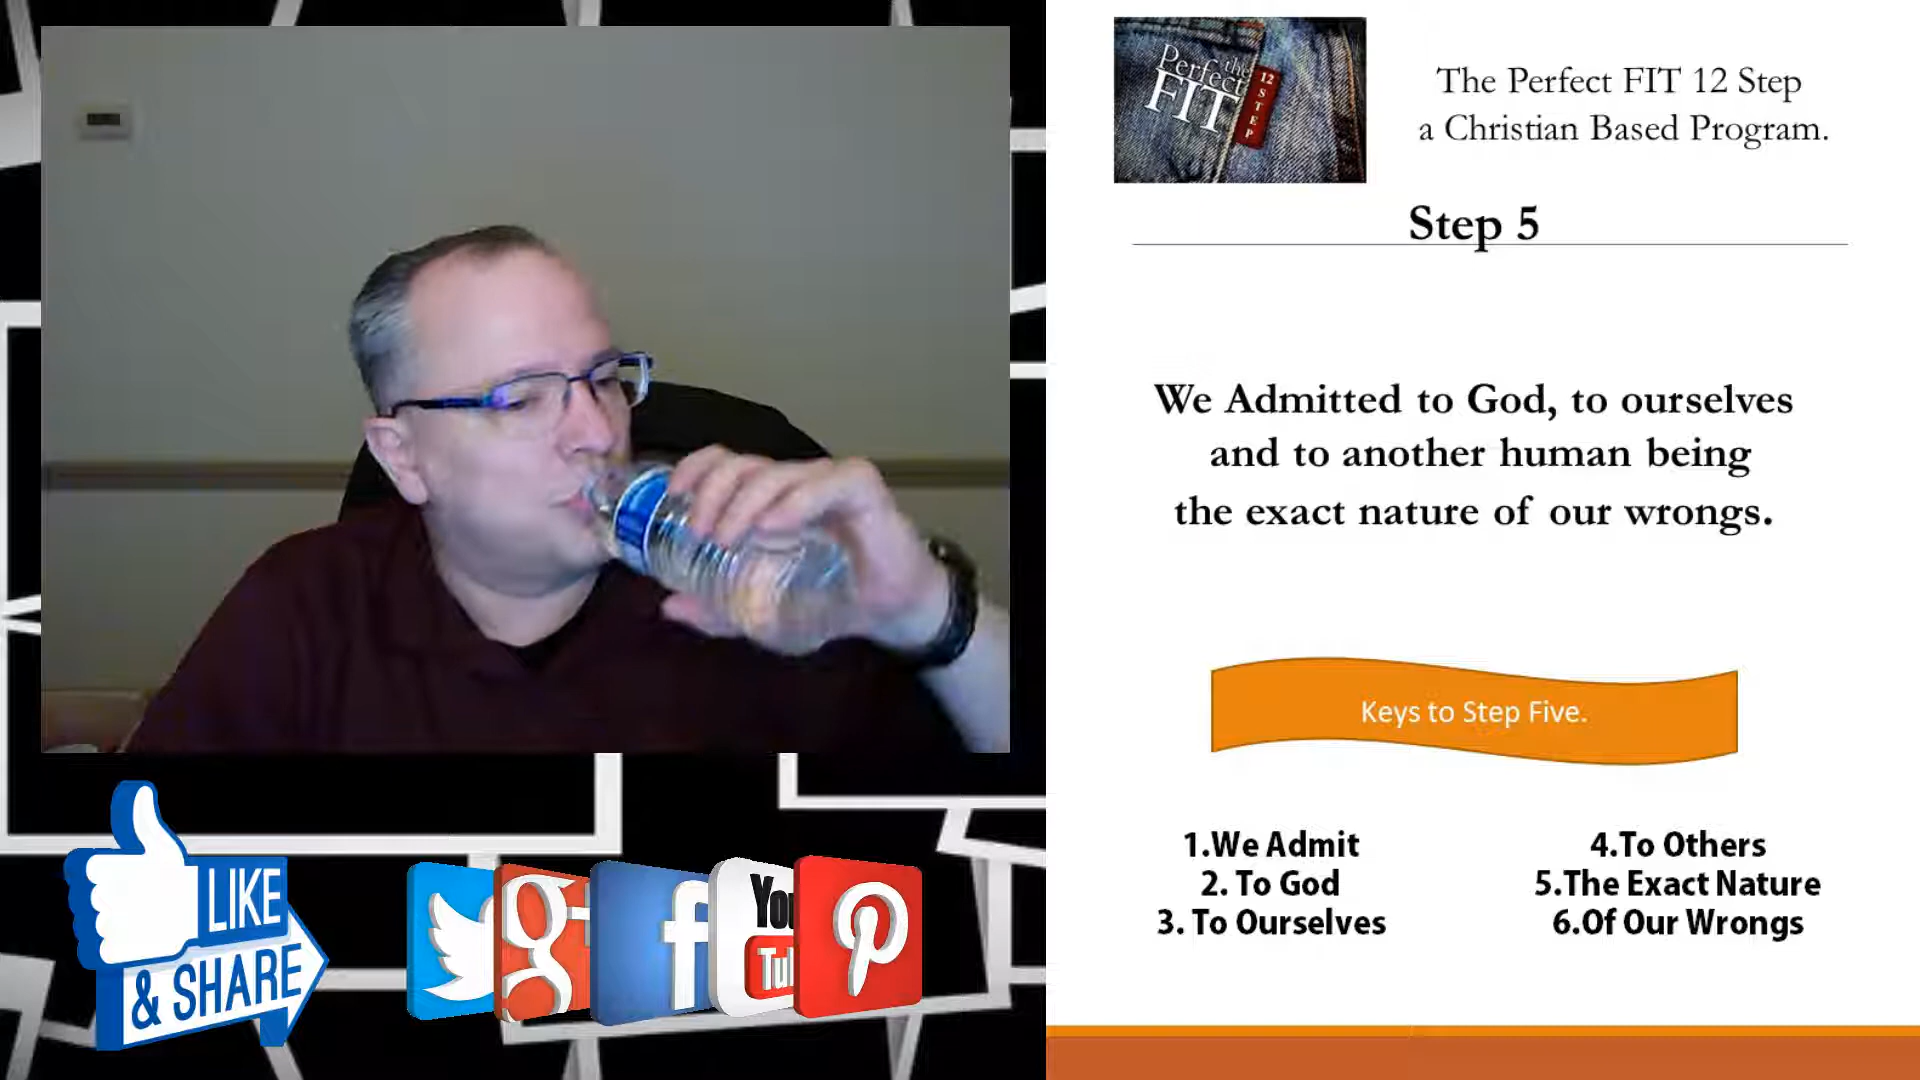 the
Perfect
FIT
12
STEP
The Perfect FIT 12 Step
a Christian Based Program.
Step 5
We Admitted to God, to ourselves
and to another human being
the exact nature of our wrongs.
Keys to Step Five.
1.We Admit
2. To God
3. To Ourselves
4.To Others
5.The Exact Nature
6.Of Our Wrongs
LIKE
& SHARE
g+
f
You
Tub